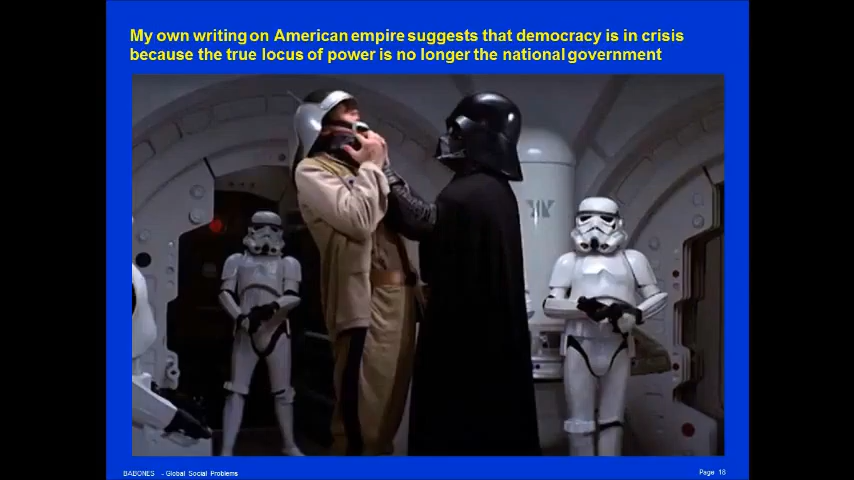 My own writing on American empire suggests that democracy is in crisis
because the true locus of power is no longer the national government
BABONES - Global Social Problems
Page 18